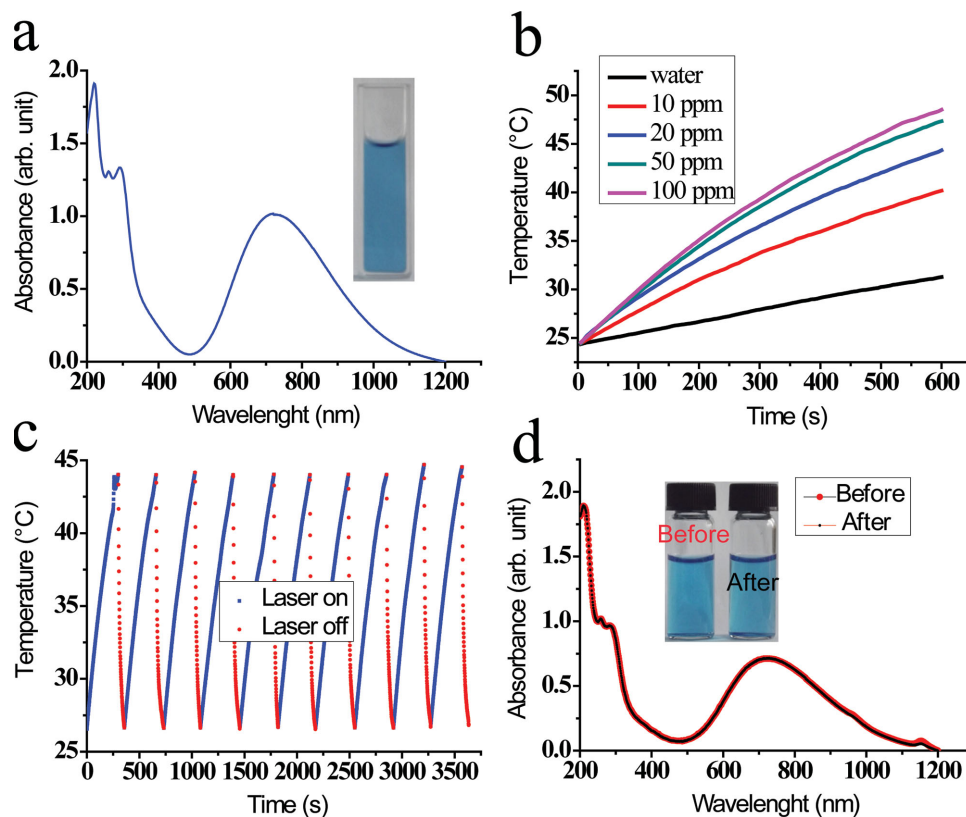 a
Absorbance (arb. unit)
2.0
1.5
1.0
0.5
0.0
200 400 600 800 1000 1200
Wavelenght (nm)
b
Temperature (°C)
50
45
40
35
30
25
water
10 ppm
20 ppm
50 ppm
100 ppm
0 100 200 300 400 500 600
Time (s)
c
Temperature (°C)
45
40
35
30
25
Laser on
Laser off
0 500 1000 1500 2000 2500 3000 3500
Time (s)
d
Absorbance (arb. unit)
2.0
1.5
1.0
0.5
0.0
Before
After
Before
After
200 400 600 800 1000 1200
Wavelenght (nm)